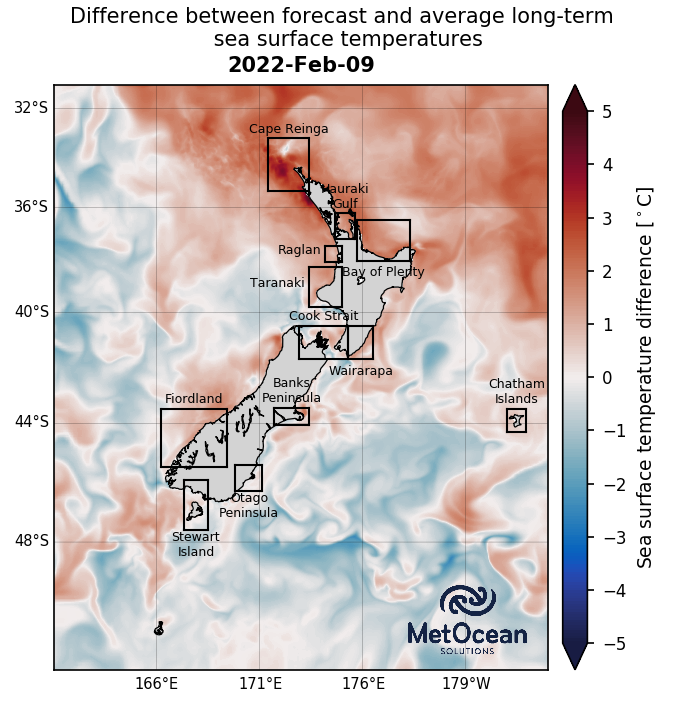 Difference between forecast and average long-term
sea surface temperatures
2022-Feb-09
32°S
36°S
40°S
44°S
48°S
166°E
171°E
176°E
179°W
Cape Reinga
Hauraki
Gulf
Raglan
Bay of Plenty
Taranaki
Cook Strait
Wairarapa
Banks
Peninsula
Fiordland
Chatham
Islands
Otago
Peninsula
Stewart
Island
MetOcean
SOLUTIONS
5
4
3
2
1
0
−1
−2
−3
−4
−5
Sea surface temperature difference [°C]